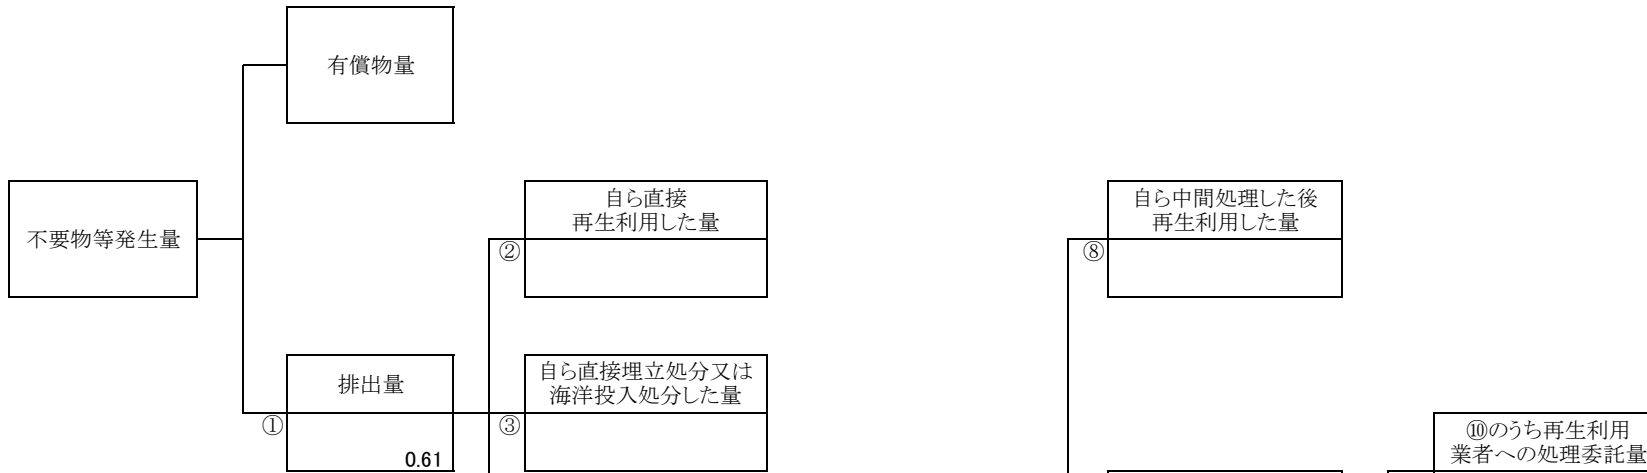 有償物量
不要物等発生量
自ら直接
再生利用した量
②
自ら中間処理した後
再生利用した量
⑧
排出量
①
0.61
自ら直接埋立処分又は
海洋投入処分した量
③
⑩のうち再生利用
業者への処理委託量